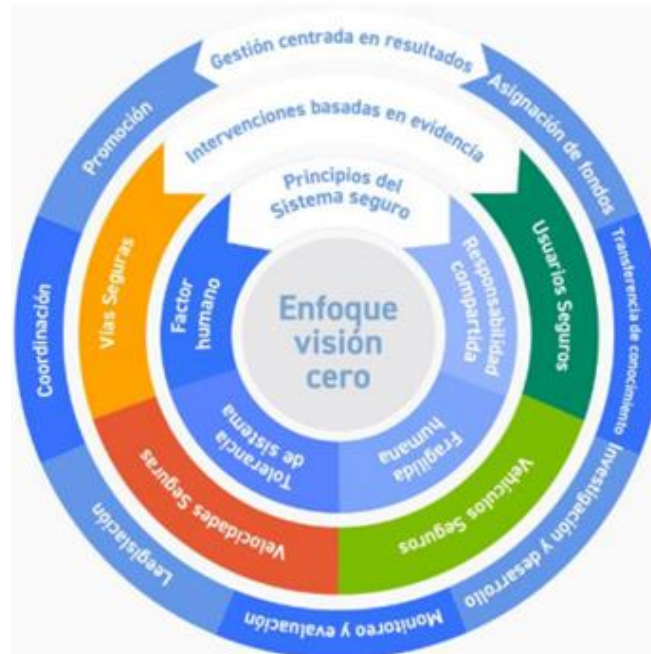 Gestión centrada en resultados
Asignación de fondos
Transferencia de conocimiento
Investigación y desarrollo
Monitoreo y evaluación
Leegislación
Coordinación
Promoción
Intervenciones basadas en evidencia
Usuarios Seguros
Vehículos Seguros
Velocidades Seguras
Vías Seguras
Principios del
Sistema seguro
Responsabilidad
compartida
Fragilida
humana
Tolerancia
de sistema
Factor
humano
Enfoque
visión
cero